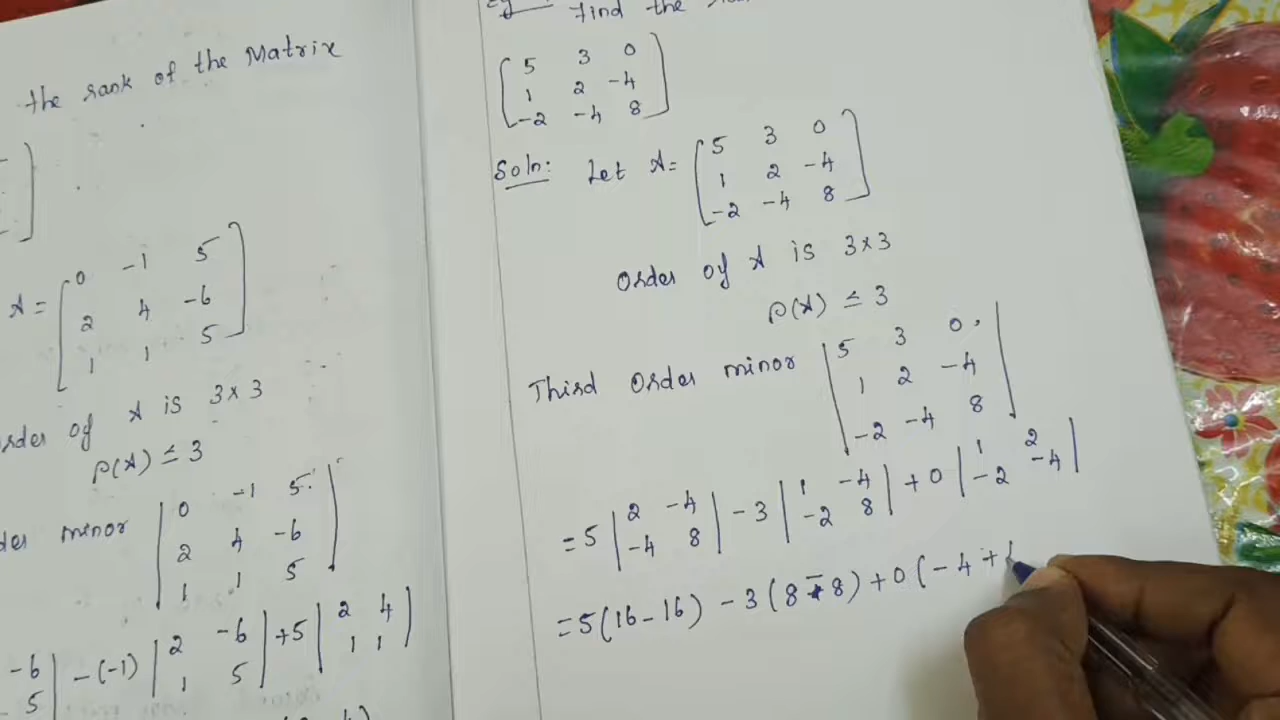 the rank of the Matrix
A = [ 0 -1 5
2 4 -6
1 1 5 ]
of A is 3×3
ρ(A) ≤ 3
minor | 0 -1 5 |
2 4 -6
1 1 5
-6
5 | -(-1) | 2 -6
1 5 | +5 | 2 4
1 1 |
Find the
[ 5 3 0
1 2 -4
-2 -4 8 ]
Soln: Let A = [ 5 3 0
1 2 -4
-2 -4 8 ]
Order of A is 3×3
ρ(A) ≤ 3
Third Order minor | 5 3 0
1 2 -4
-2 -4 8 |
= 5 | 2 -4
-4 8 | - 3 | 1 -4
-2 8 | + 0 | 1 2
-2 -4 |
= 5(16-16) - 3(8-8) + 0(-4+